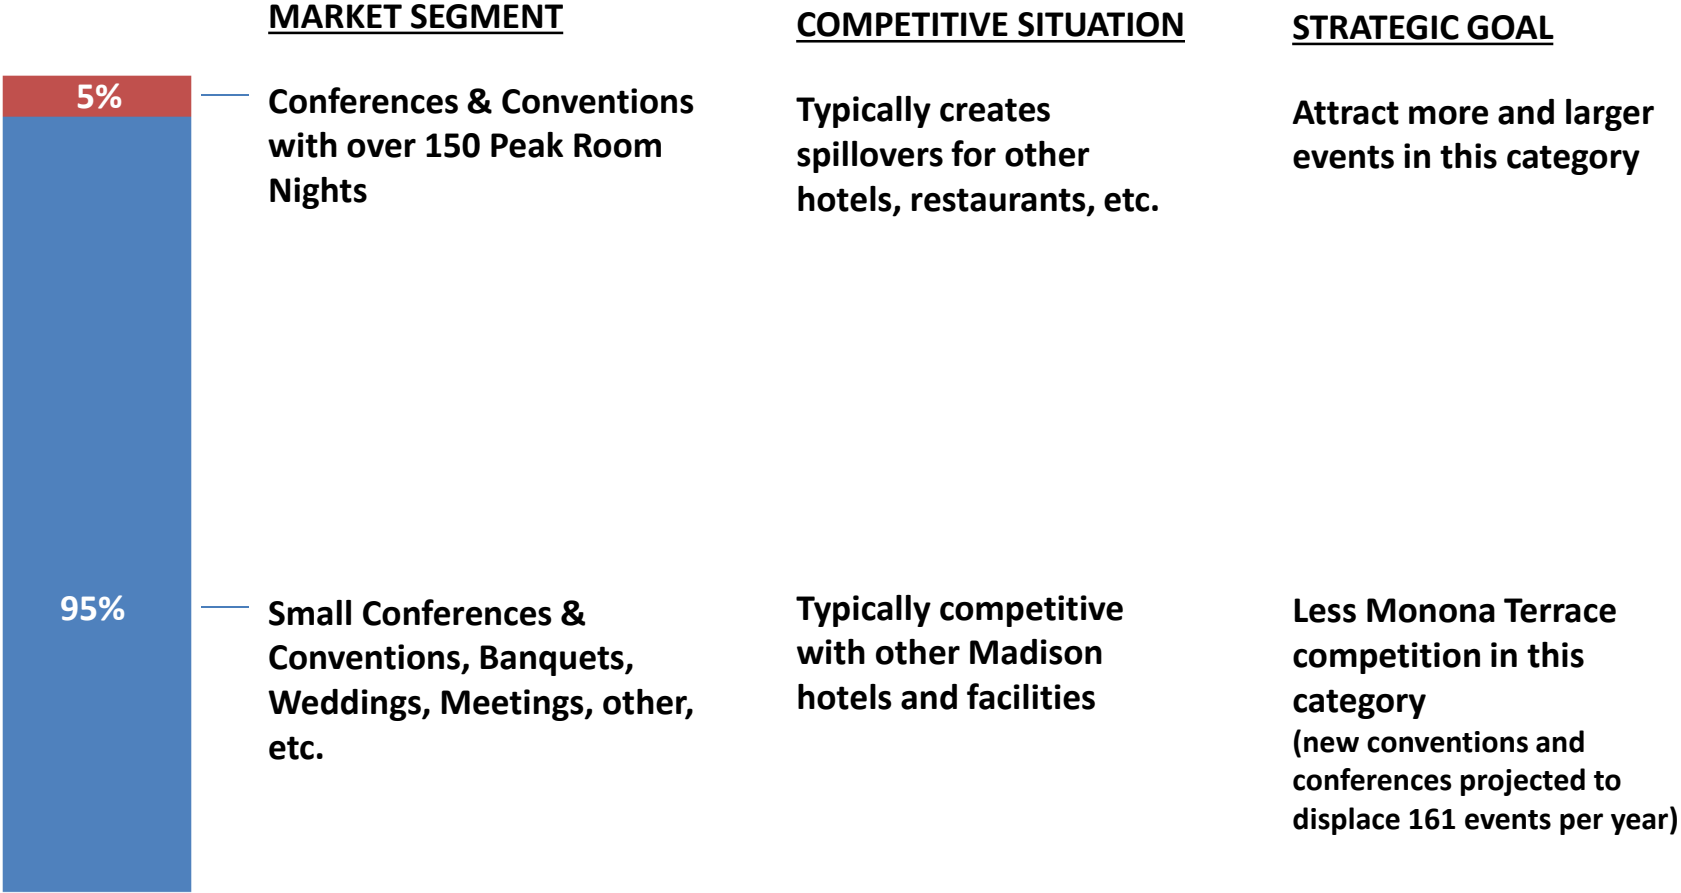 MARKET SEGMENT
COMPETITIVE SITUATION
STRATEGIC GOAL
5%
Conferences & Conventions
with over 150 Peak Room
Nights
Typically creates
spillovers for other
hotels, restaurants, etc.
Attract more and larger
events in this category
95%
Small Conferences &
Conventions, Banquets,
Weddings, Meetings, other,
etc.
Typically competitive
with other Madison
hotels and facilities
Less Monona Terrace
competition in this
category
(new conventions and
conferences projected to
displace 161 events per year)